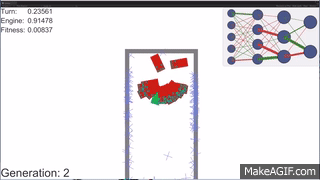 Turn: 0.23561
Engine: 0.91478
Fitness: 0.00837
Generation: 2
MakeAGIF.com